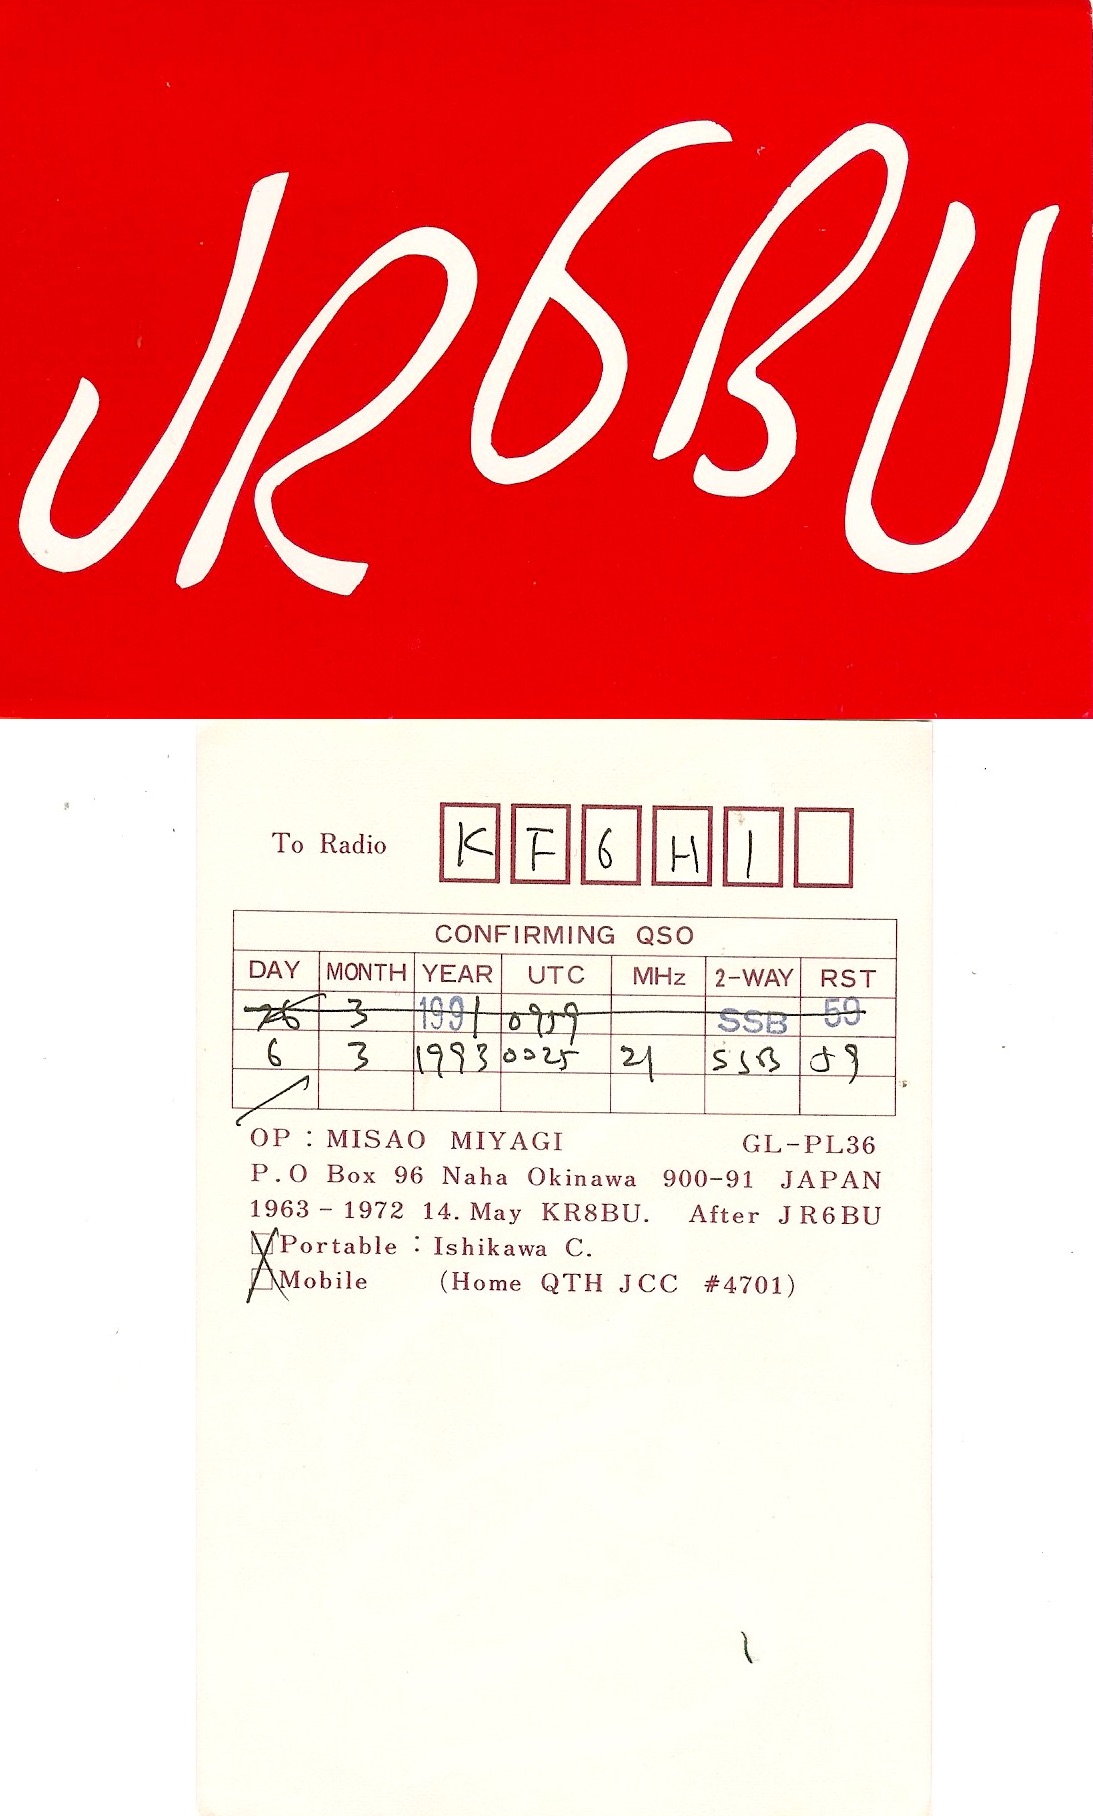 JR6BU
To Radio K F 6 H I
CONFIRMING QSO
DAY MONTH YEAR UTC MHz 2-WAY RST
26 3 1991 0959 SSB 59
6 3 1993 0025 21 SSB 59
OP : MISAO MIYAGI GL-PL36
P.O Box 96 Naha Okinawa 900-91 JAPAN
1963 - 1972 14. May KR8BU. After JR6BU
Portable : Ishikawa C.
Mobile (Home QTH JCC #4701)